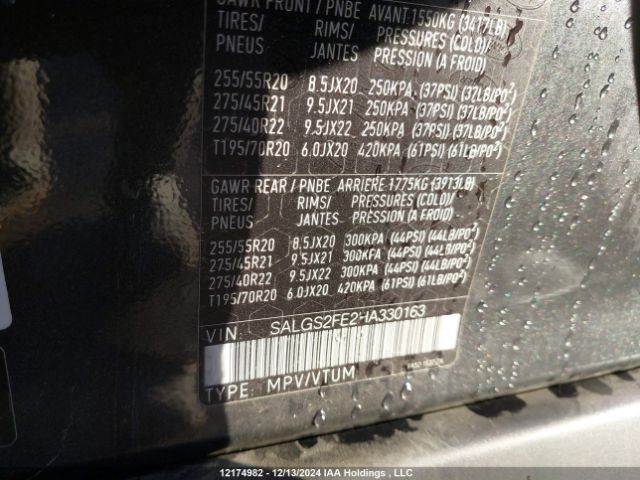 GAWR FRONT / PNBE AVANT 1550KG (3417LB)
TIRES/ RIMS/ PRESSURES (COLD)/
PNEUS JANTES PRESSION (A FROID)
255/55R20 8.5JX20 250KPA (37PSI) (37LB/PO²)
275/45R21 9.5JX21 250KPA (37PSI) (37LB/PO²)
275/40R22 9.5JX22 250KPA (37PSI) (37LB/PO²)
T195/70R20 6.0JX20 420KPA (61PSI) (61LB/PO²)
GAWR REAR / PNBE ARRIERE 1775KG (3913LB)
TIRES/ RIMS/ PRESSURES (COLD)/
PNEUS JANTES PRESSION (A FROID)
255/55R20 8.5JX20 300KPA (44PSI) (44LB/PO²)
275/45R21 9.5JX21 300KPA (44PSI) (44LB/PO²)
275/40R22 9.5JX22 300KPA (44PSI) (44LB/PO²)
T195/70R20 6.0JX20 420KPA (61PSI) (61LB/PO²)
VIN: SALGS2FE2HA330163
TYPE: MPV/VTUM
12174982 - 12/13/2024 IAA Holdings , LLC